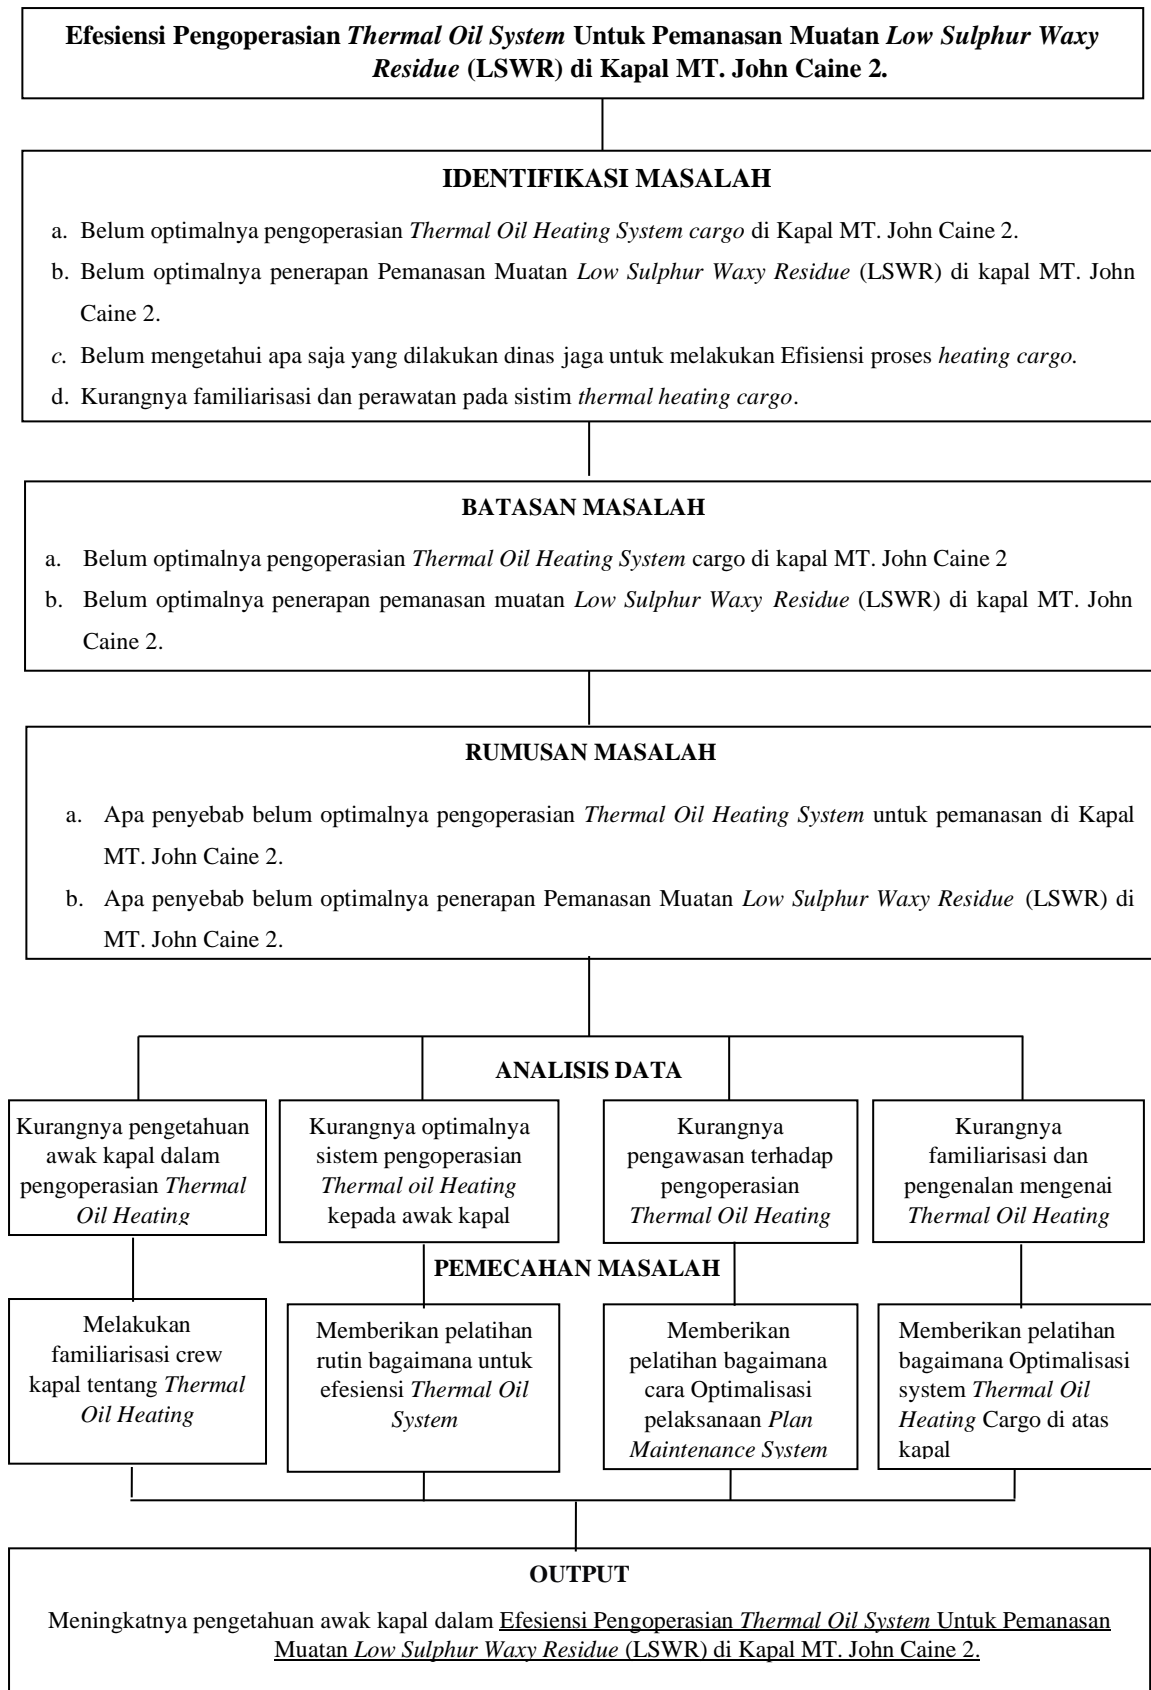 Efesiensi Pengoperasian Thermal Oil System Untuk Pemanasan Muatan Low Sulphur Waxy
Residue (LSWR) di Kapal MT. John Caine 2.
IDENTIFIKASI MASALAH
a. Belum optimalnya pengoperasian Thermal Oil Heating System cargo di Kapal MT. John Caine 2.
b. Belum optimalnya penerapan Pemanasan Muatan Low Sulphur Waxy Residue (LSWR) di kapal MT. John
Caine 2.
c. Belum mengetahui apa saja yang dilakukan dinas jaga untuk melakukan Efisiensi proses heating cargo.
d. Kurangnya familiarisasi dan perawatan pada sistim thermal heating cargo.
BATASAN MASALAH
a. Belum optimalnya pengoperasian Thermal Oil Heating System cargo di kapal MT. John Caine 2
b. Belum optimalnya penerapan pemanasan muatan Low Sulphur Waxy Residue (LSWR) di kapal MT. John
Caine 2.
RUMUSAN MASALAH
a. Apa penyebab belum optimalnya pengoperasian Thermal Oil Heating System untuk pemanasan di Kapal
MT. John Caine 2.
b. Apa penyebab belum optimalnya penerapan Pemanasan Muatan Low Sulphur Waxy Residue (LSWR) di
MT. John Caine 2.
ANALISIS DATA
Kurangnya pengetahuan
awak kapal dalam
pengoperasian Thermal
Oil Heating
Kurangnya optimalnya
sistem pengoperasian
Thermal oil Heating
kepada awak kapal
Kurangnya
pengawasan terhadap
pengoperasian
Thermal Oil Heating
Kurangnya
familiarisasi dan
pengenalan mengenai
Thermal Oil Heating
PEMECAHAN MASALAH
Melakukan
familiarisasi crew
kapal tentang Thermal
Oil Heating
Memberikan pelatihan
rutin bagaimana untuk
efesiensi Thermal Oil
System
Memberikan
pelatihan bagaimana
cara Optimalisasi
pelaksanaan Plan
Maintenance System
Memberikan pelatihan
bagaimana Optimalisasi
system Thermal Oil
Heating Cargo di atas
kapal
OUTPUT
Meningkatnya pengetahuan awak kapal dalam Efesiensi Pengoperasian Thermal Oil System Untuk Pemanasan
Muatan Low Sulphur Waxy Residue (LSWR) di Kapal MT. John Caine 2.